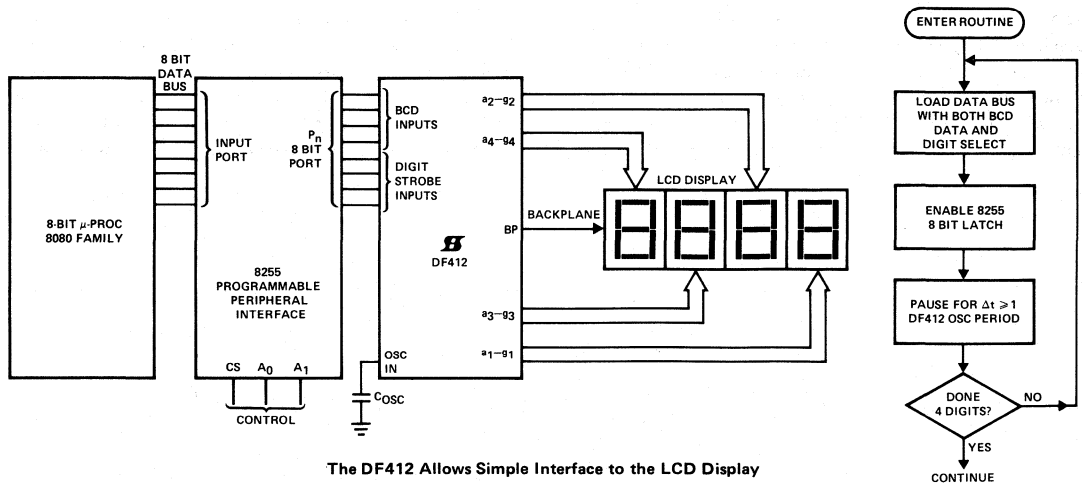 8 BIT
DATA
BUS
8-BIT μ-PROC
8080 FAMILY
INPUT
PORT
Pn
8 BIT
PORT
8255
PROGRAMMABLE
PERIPHERAL
INTERFACE
CS A0 A1
CONTROL
BCD
INPUTS
DIGIT
STROBE
INPUTS
DF412
OSC
IN
COSC
a2–g2
a4–g4
BP
a3–g3
a1–g1
BACKPLANE
LCD DISPLAY
8 8 8 8
The DF412 Allows Simple Interface to the LCD Display
ENTER ROUTINE
LOAD DATA BUS
WITH BOTH BCD
DATA AND
DIGIT SELECT
ENABLE 8255
8 BIT LATCH
PAUSE FOR Δt ⩾ 1
DF412 OSC PERIOD
DONE
4 DIGITS?
NO
YES
CONTINUE